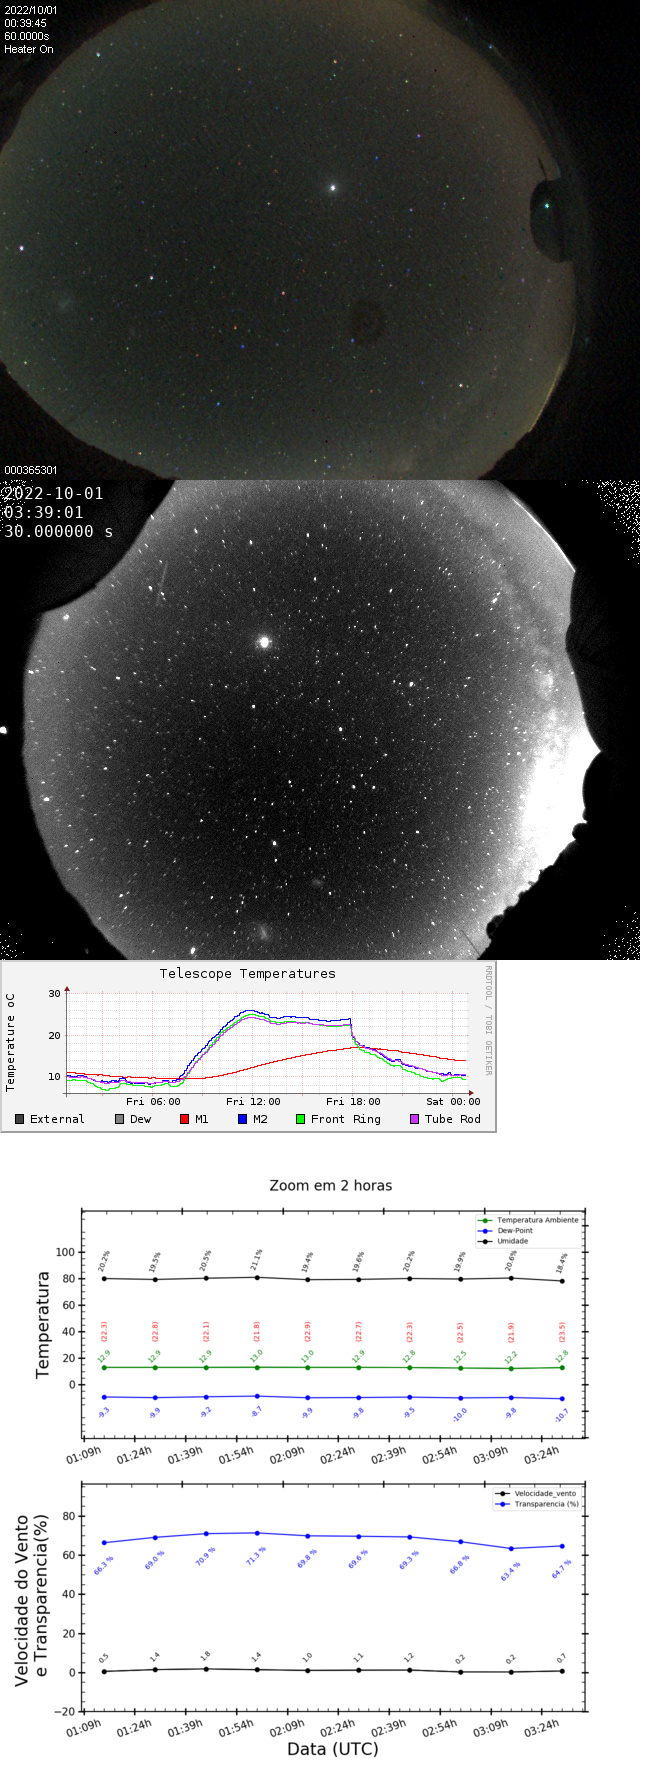 2022/10/01
00:39:45
60.0000s
Heater On
000365301
2022-10-01
03:39:01
30.000000 s
Telescope Temperatures
RRDTOOL / TOBI OETIKER
Temperature oC
30
20
10
Fri 06:00 Fri 12:00 Fri 18:00 Sat 00:00
External Dew M1 M2 Front Ring Tube Rod
Zoom em 2 horas
Temperatura Ambiente
Dew-Point
Umidade
Temperatura
100
80
60
40
20
0
20.2% 19.5% 20.5% 21.1% 19.4% 19.6% 20.2% 19.9% 20.6% 18.4%
(22.3) (22.8) (22.1) (21.8) (22.9) (22.7) (22.3) (22.5) (21.9) (23.5)
12.9 12.9 12.9 13.0 13.0 12.9 12.8 12.5 12.2 12.8
-9.3 -9.9 -9.2 -8.7 -9.9 -9.8 -9.5 -10.0 -9.8 -10.7
01:09h 01:24h 01:39h 01:54h 02:09h 02:24h 02:39h 02:54h 03:09h 03:24h
Velocidade_vento
Transparencia (%)
Velocidade do Vento
e Transparencia(%)
80
60
40
20
0
−20
66.3 % 69.0 % 70.9 % 71.3 % 69.8 % 69.6 % 69.3 % 66.8 % 63.4 % 64.7 %
0.5 1.4 1.8 1.4 1.0 1.1 1.2 0.2 0.2 0.7
01:09h 01:24h 01:39h 01:54h 02:09h 02:24h 02:39h 02:54h 03:09h 03:24h
Data (UTC)